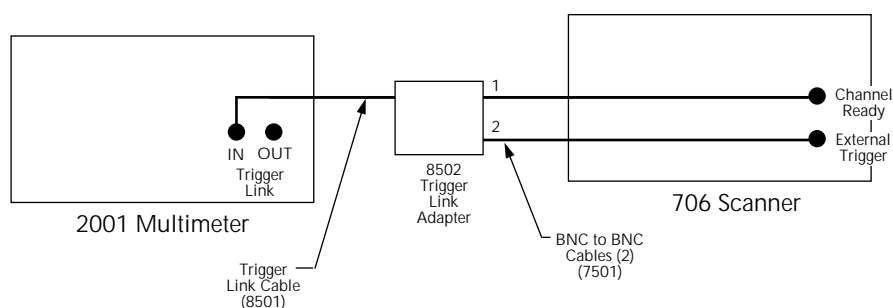 1
2
Channel
Ready
External
Trigger
IN OUT
Trigger
Link
8502
Trigger
Link
Adapter
2001 Multimeter
706 Scanner
Trigger
Link Cable
(8501)
BNC to BNC
Cables (2)
(7501)